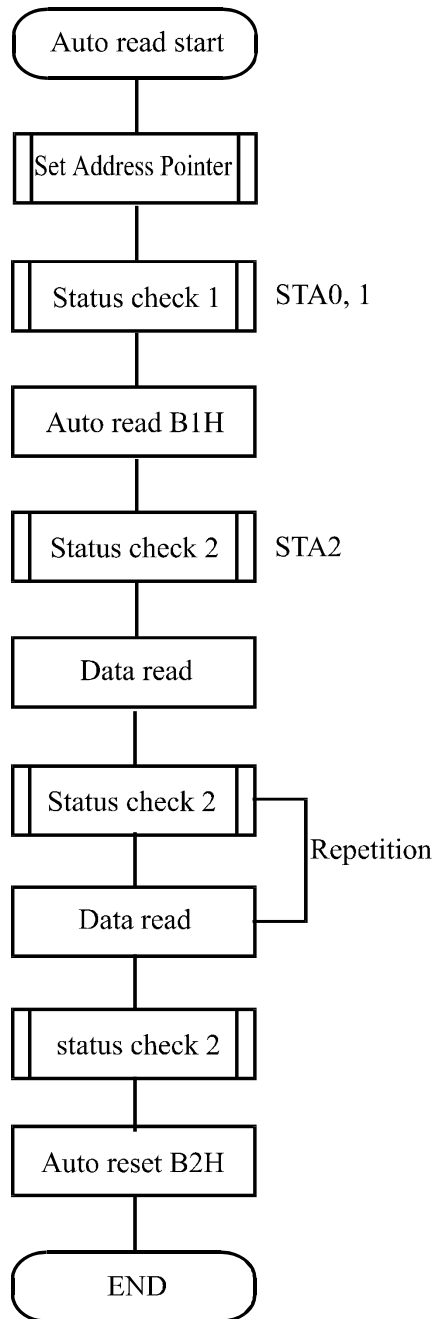 Auto read start
Set Address Pointer
Status check 1
STA0, 1
Auto read B1H
Status check 2
STA2
Data read
Status check 2
Repetition
Data read
status check 2
Auto reset B2H
END